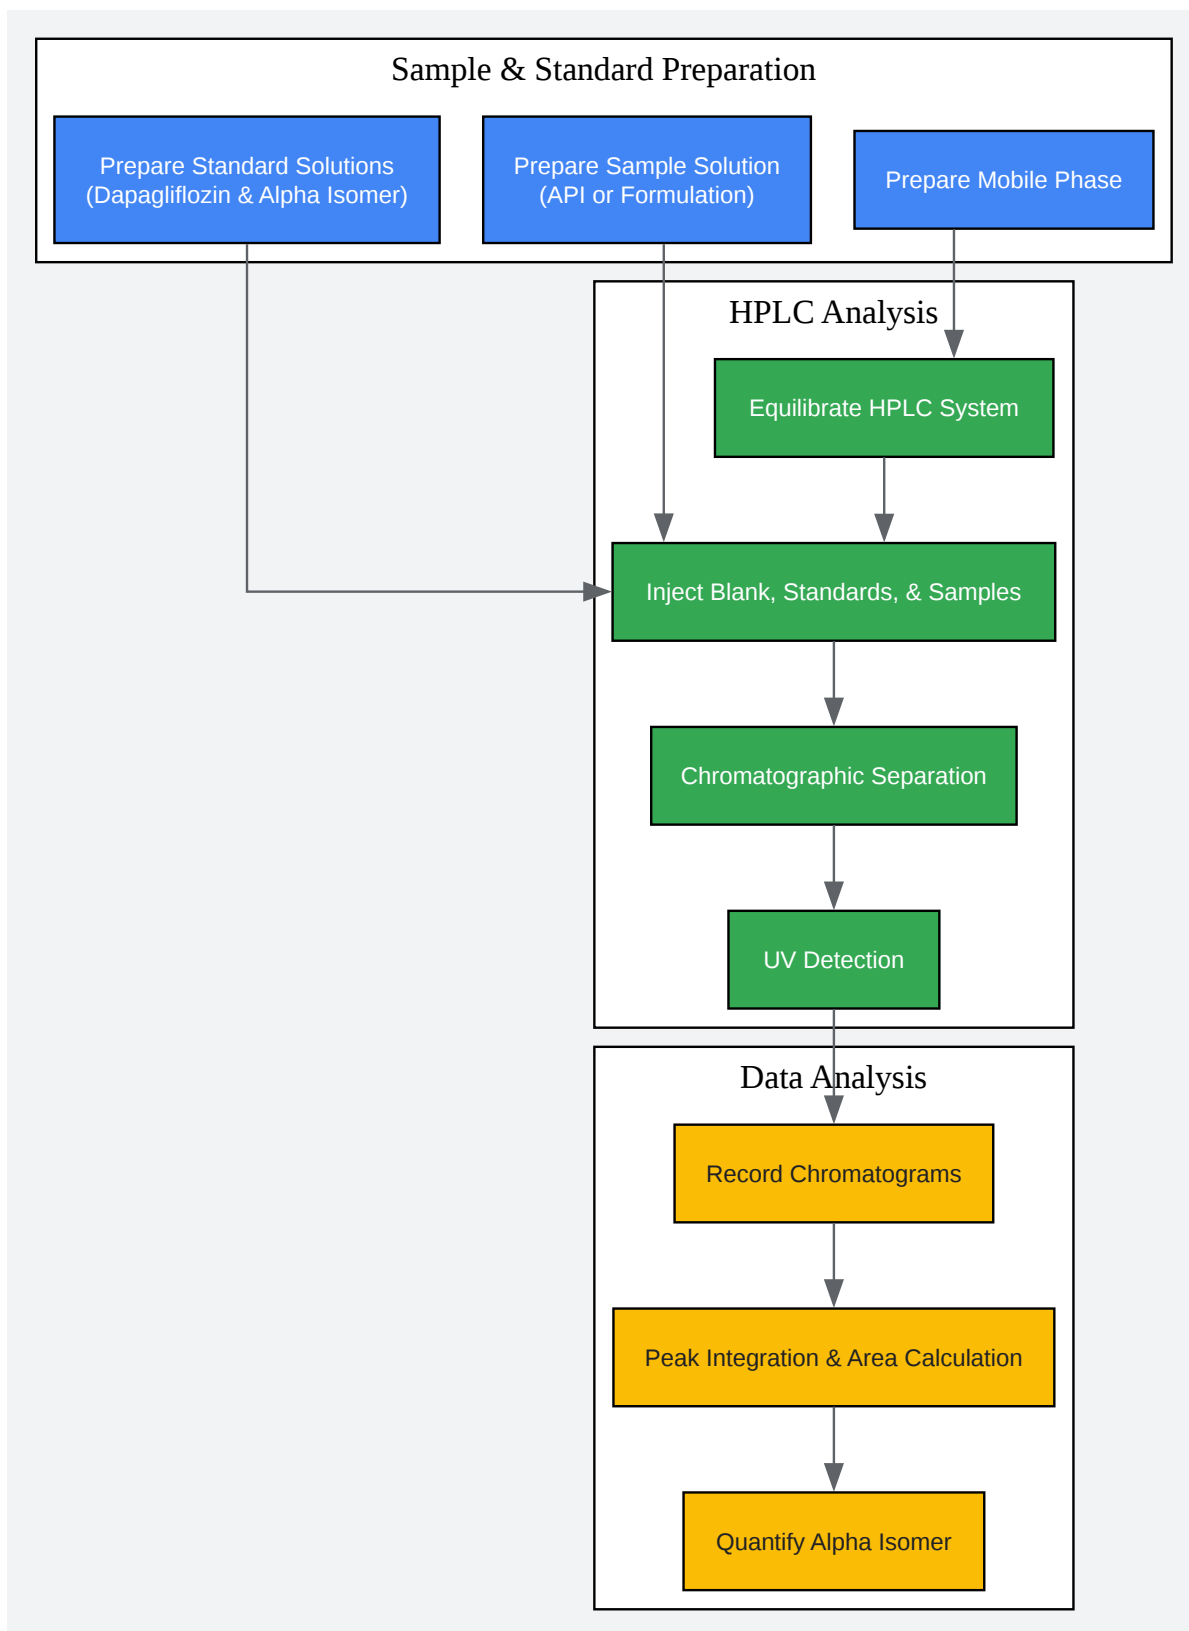 Sample & Standard Preparation
Prepare Standard Solutions
(Dapagliflozin & Alpha Isomer)
Prepare Sample Solution
(API or Formulation)
Prepare Mobile Phase
HPLC Analysis
Equilibrate HPLC System
Inject Blank, Standards, & Samples
Chromatographic Separation
UV Detection
Data Analysis
Record Chromatograms
Peak Integration & Area Calculation
Quantify Alpha Isomer